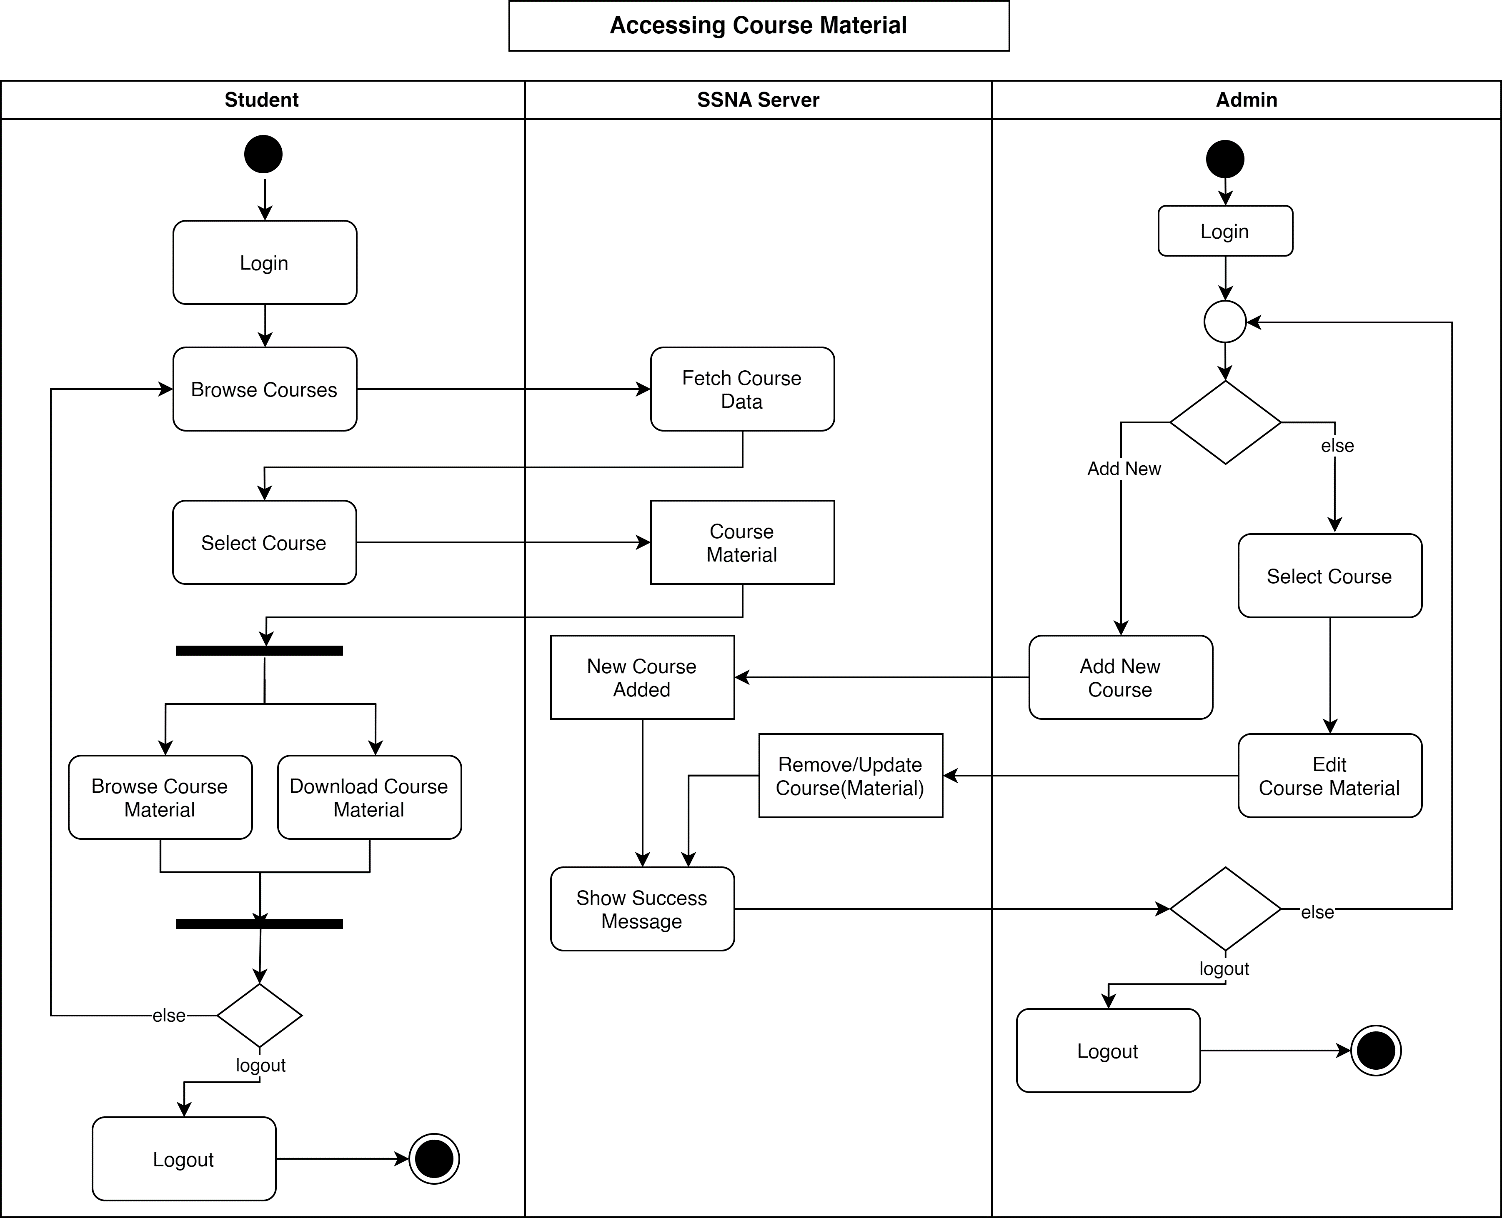 Accessing Course Material
Student
SSNA Server
Admin
Login
Login
Browse Courses
Fetch Course
Data
else
Add New
Select Course
Course
Material
Select Course
New Course
Added
Add New
Course
Browse Course
Material
Download Course
Material
Remove/Update
Course(Material)
Edit
Course Material
Show Success
Message
else
logout
else
logout
Logout
Logout